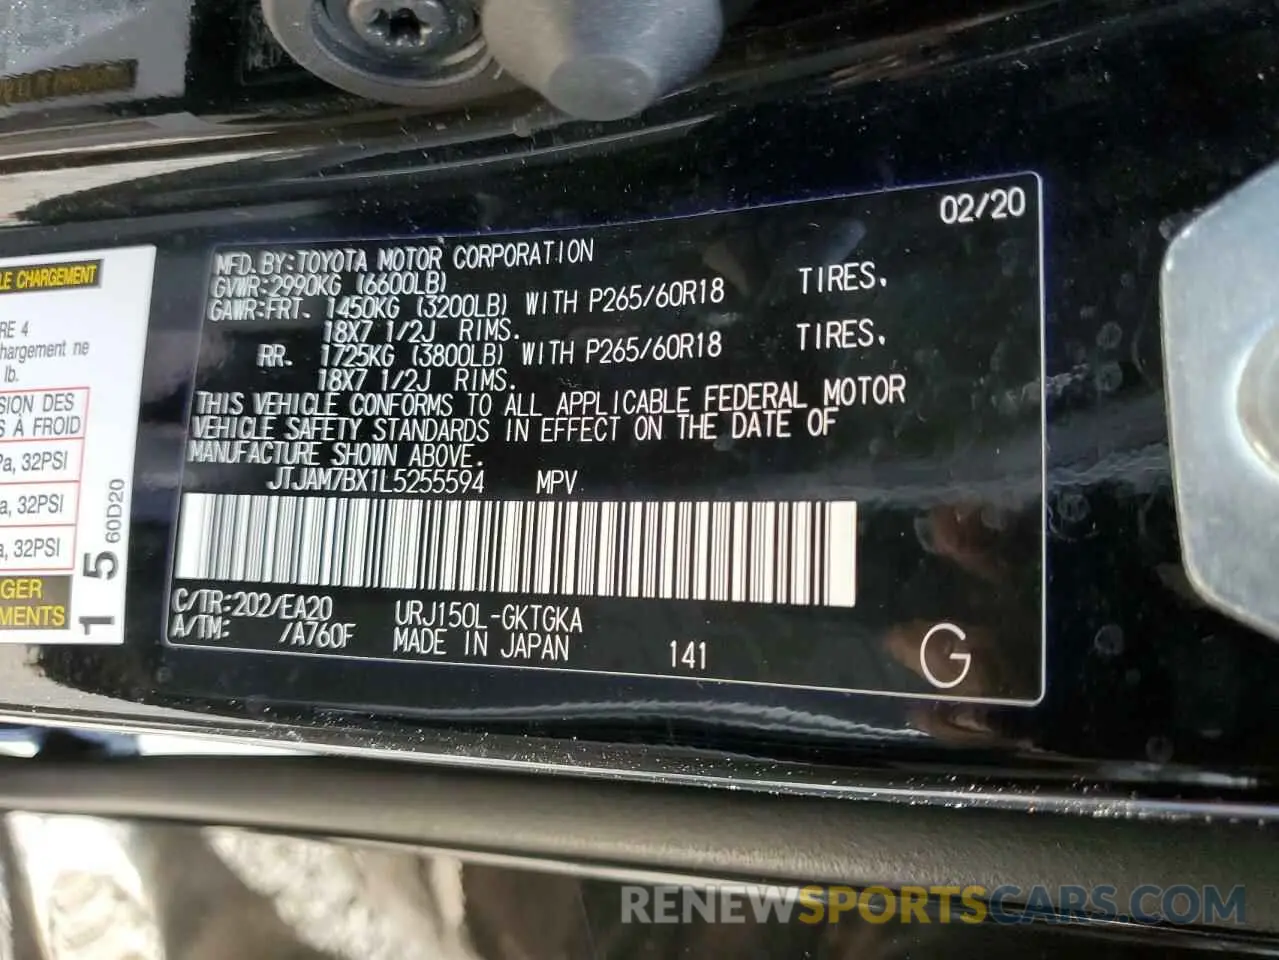 02/20
MFD. BY:TOYOTA MOTOR CORPORATION
GVWR:2990KG (6600LB)
GAWR:FRT. 1450KG (3200LB) WITH P265/60R18 TIRES.
18X7 1/2J RIMS.
RR. 1725KG (3800LB) WITH P265/60R18 TIRES.
18X7 1/2J RIMS.
THIS VEHICLE CONFORMS TO ALL APPLICABLE FEDERAL MOTOR
VEHICLE SAFETY STANDARDS IN EFFECT ON THE DATE OF
MANUFACTURE SHOWN ABOVE.
JTJAM7BX1L5255594 MPV
C/TR:202/EA20 URJ150L-GKTGKA
A/TM: /A760F MADE IN JAPAN 141 G
LE CHARGEMENT
RE 4
hargement ne
lb.
SION DES
S À FROID
Pa, 32PSI
a, 32PSI
a, 32PSI
GER
MENTS
1 5 60D20
RENEWSPORTSCARS.COM